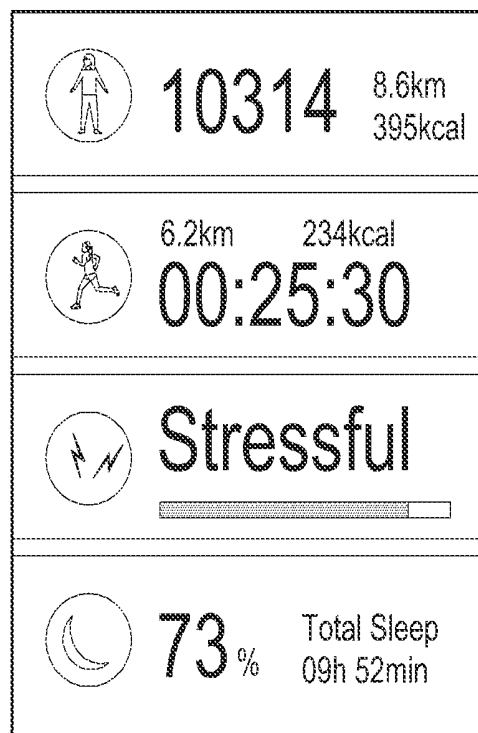 10314
8.6km
395kcal
6.2km 234kcal
00:25:30
Stressful
73%
Total Sleep
09h 52min